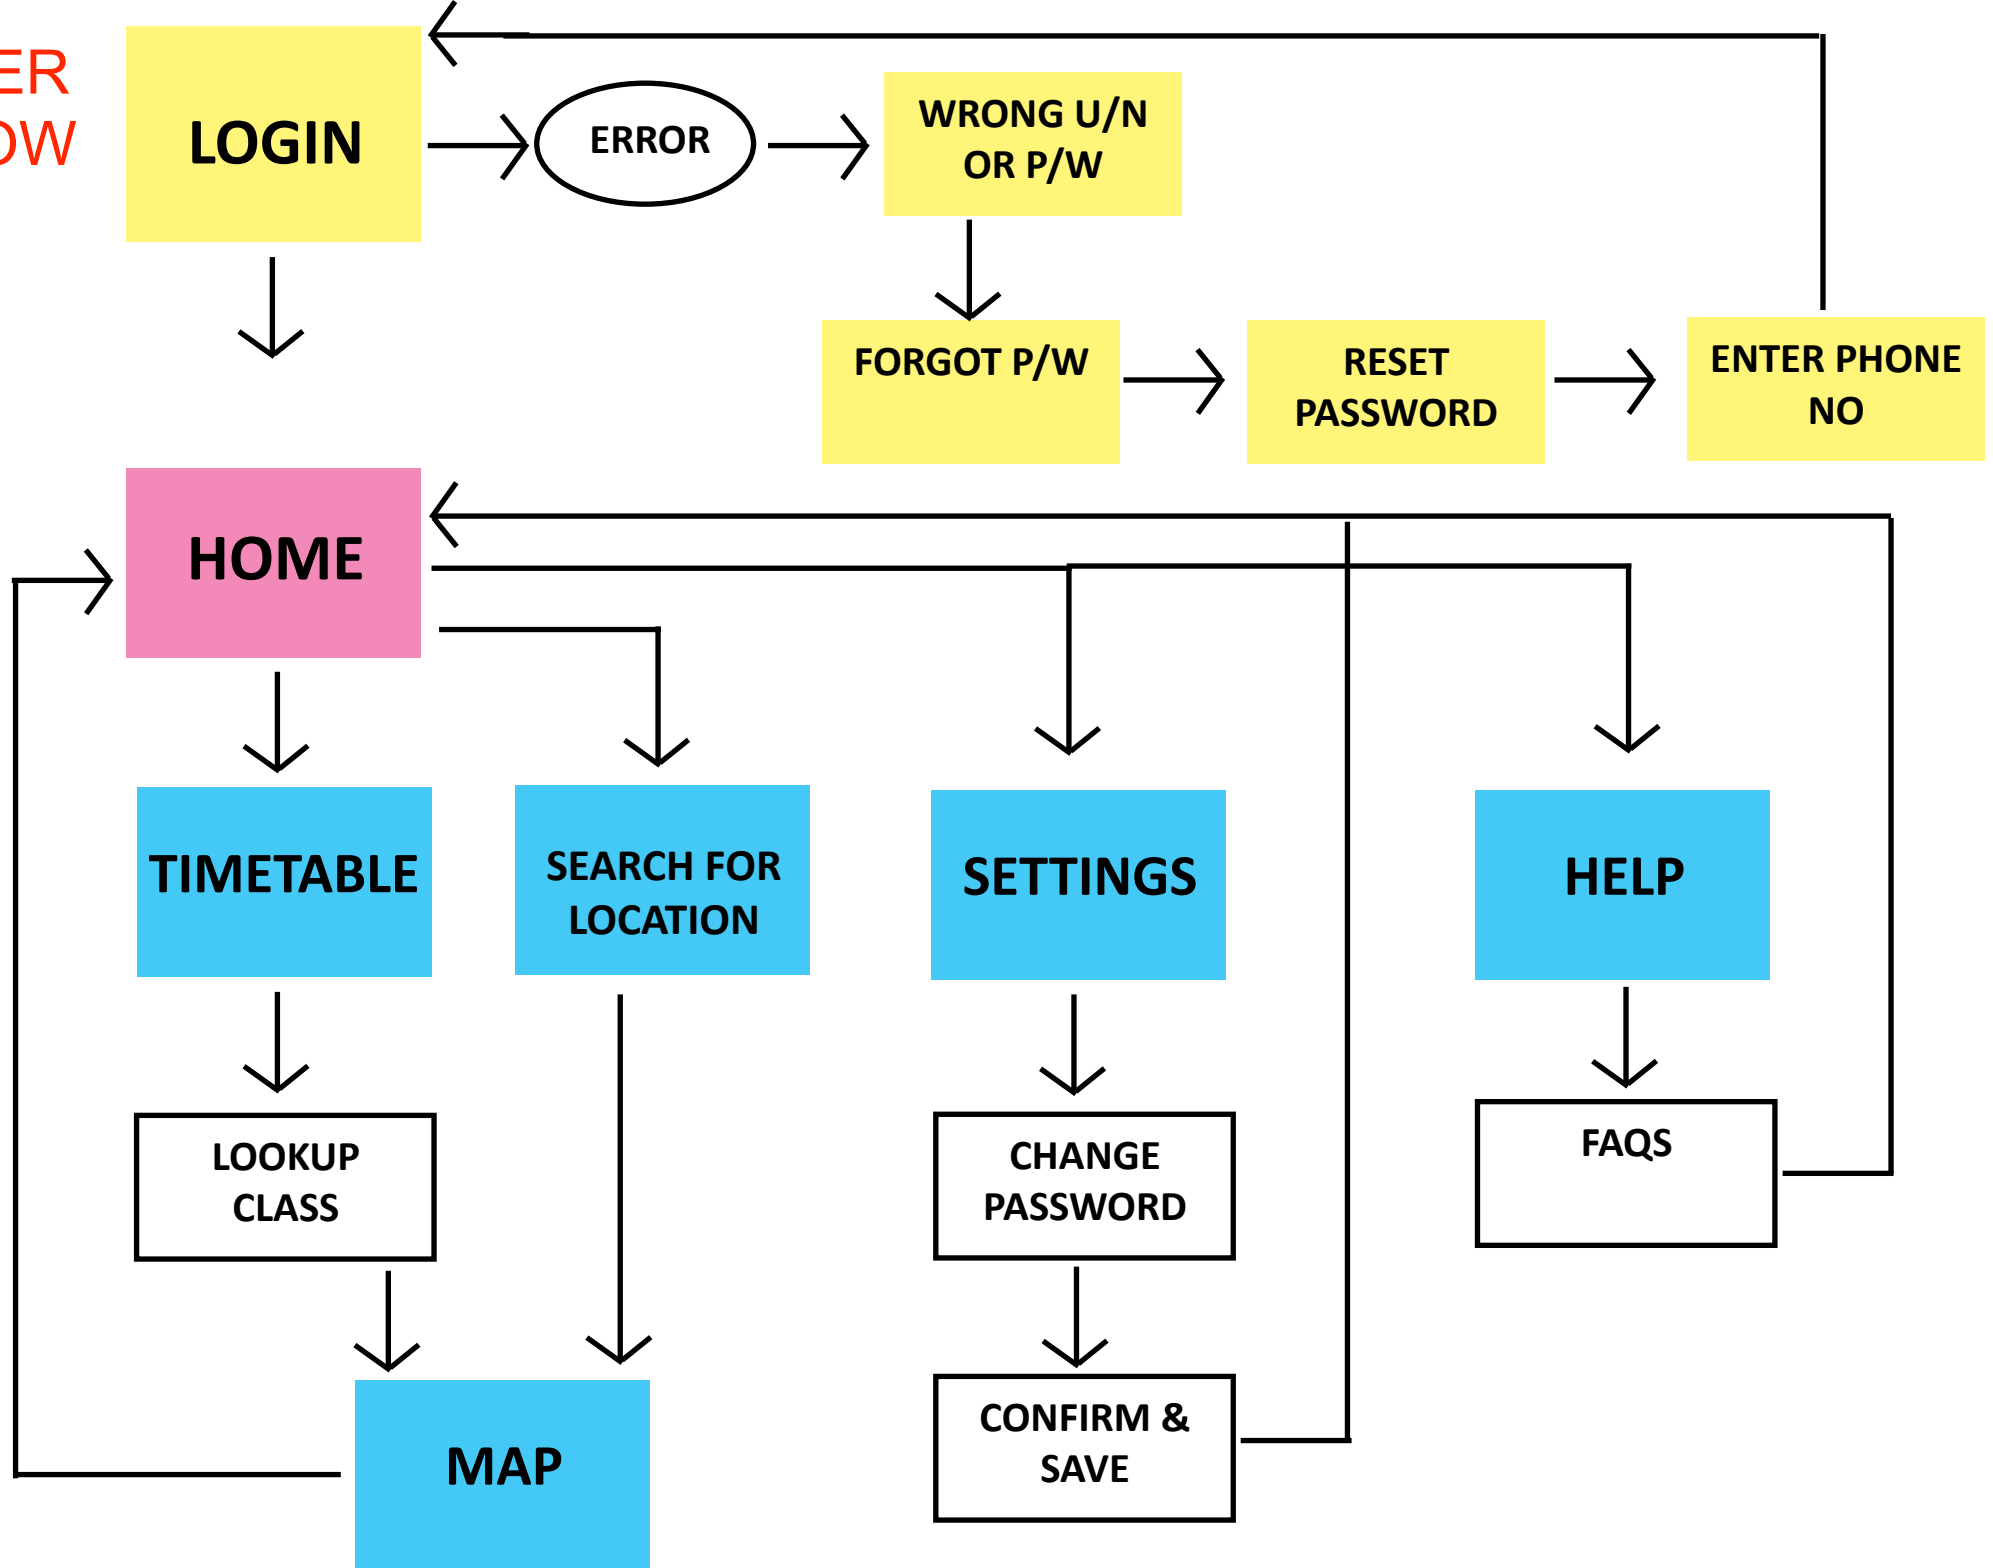 ER
OW
LOGIN
ERROR
WRONG U/N
OR P/W
FORGOT P/W
RESET
PASSWORD
ENTER PHONE
NO
HOME
TIMETABLE
SEARCH FOR
LOCATION
SETTINGS
HELP
LOOKUP
CLASS
CHANGE
PASSWORD
FAQS
MAP
CONFIRM &
SAVE